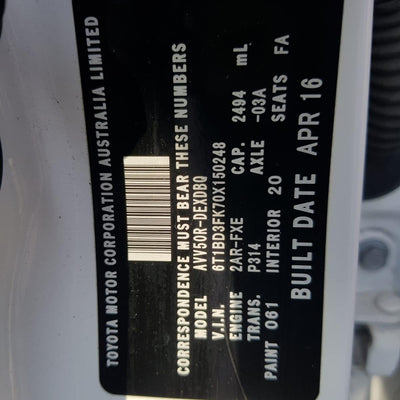 TOYOTA MOTOR CORPORATION AUSTRALIA LIMITED
CORRESPONDENCE MUST BEAR THESE NUMBERS
MODEL AVV50R-DEXDBQ
V.I.N. 6T1BD3FK70X150248
ENGINE 2AR-FXE CAP. 2494 mL
TRANS. P314 AXLE -03A
PAINT 061 INTERIOR 20 SEATS FA
BUILT DATE APR 16